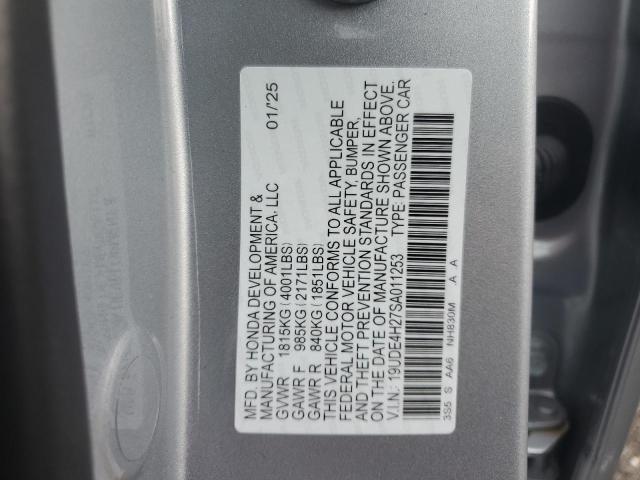 MFD. BY HONDA DEVELOPMENT &
MANUFACTURING OF AMERICA, LLC 01/25
GVWR 1815KG (4001LBS)
GAWR F 985KG (2171LBS)
GAWR R 840KG (1851LBS)
THIS VEHICLE CONFORMS TO ALL APPLICABLE
FEDERAL MOTOR VEHICLE SAFETY, BUMPER,
AND THEFT PREVENTION STANDARDS IN EFFECT
ON THE DATE OF MANUFACTURE SHOWN ABOVE.
V.I.N.: 19UDE4H27SA011253 TYPE: PASSENGER CAR
3S5 S AA6 NH830M A A